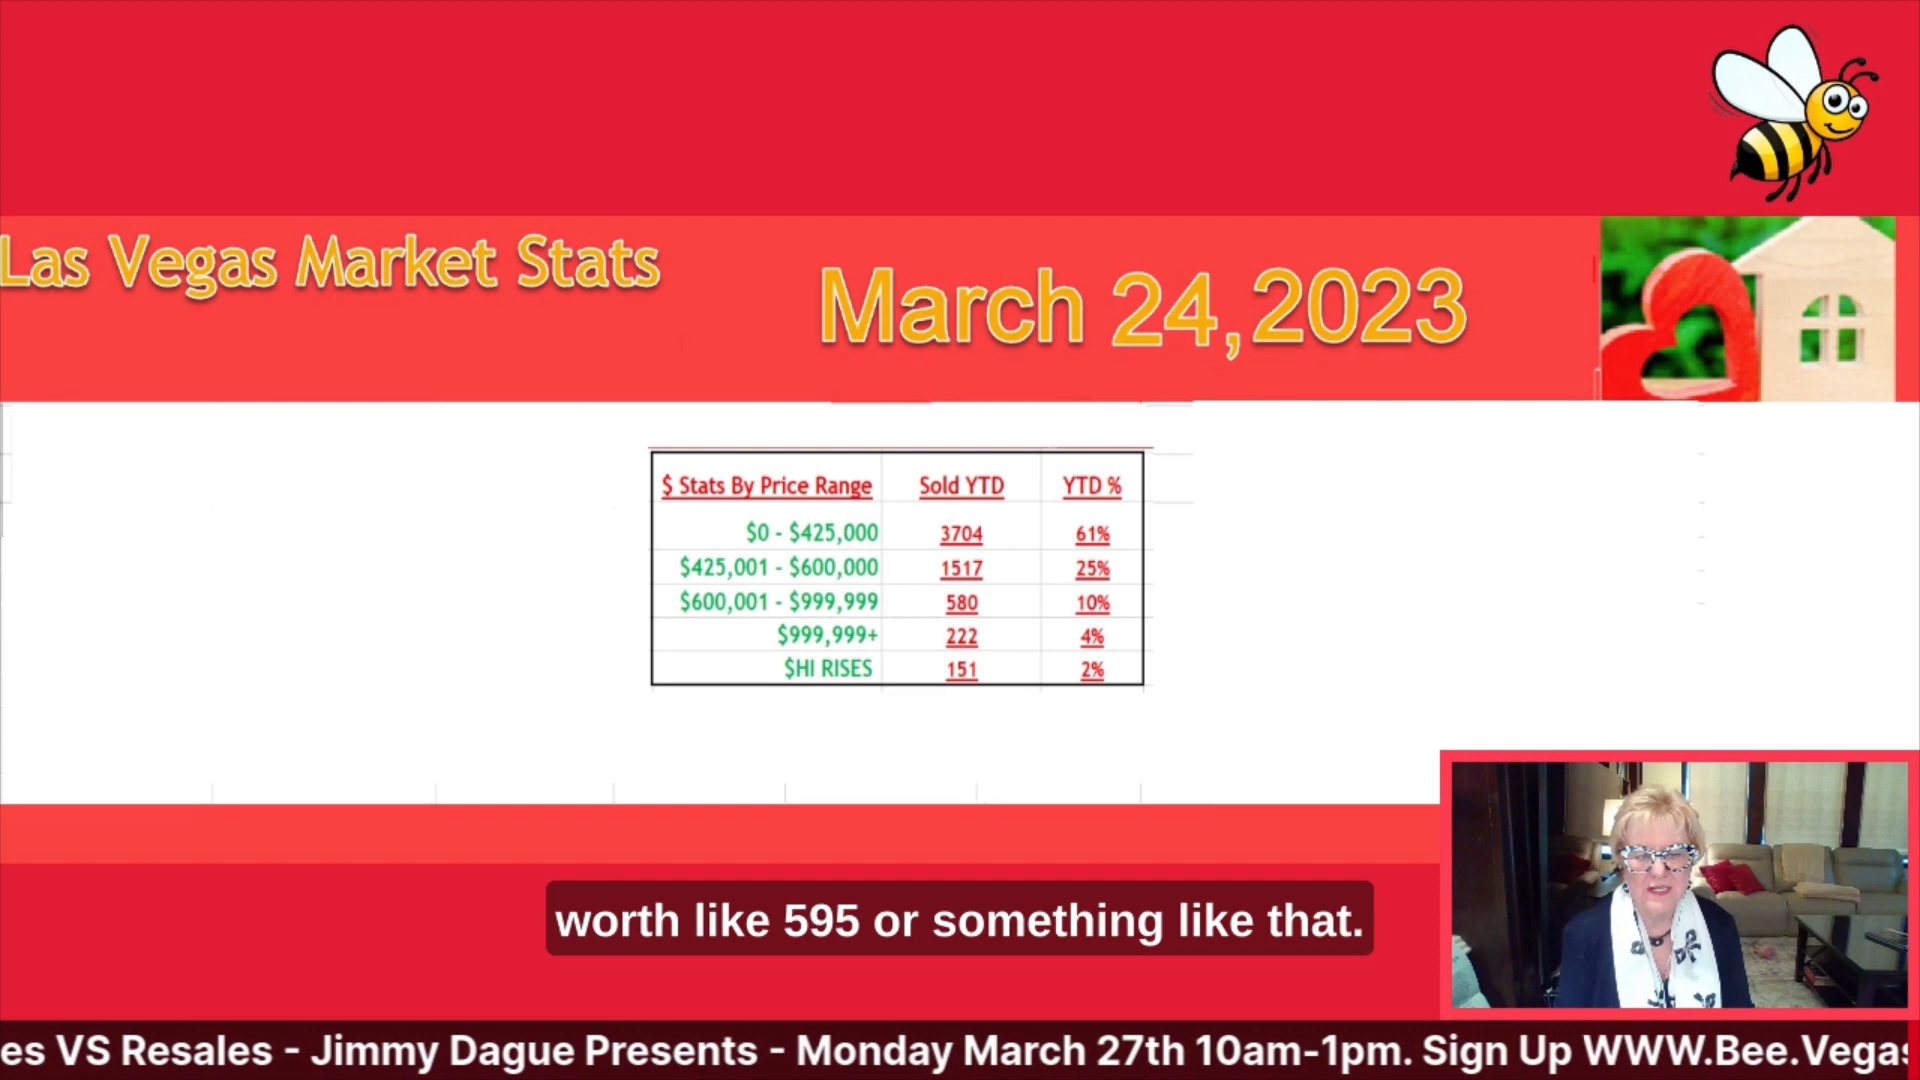 Las Vegas Market Stats
March 24,2023
$ Stats By Price Range Sold YTD YTD %
$0 - $425,000 3704 61%
$425,001 - $600,000 1517 25%
$600,001 - $999,999 580 10%
$999,999+ 222 4%
$HI RISES 151 2%
worth like 595 or something like that.
es VS Resales - Jimmy Dague Presents - Monday March 27th 10am-1pm. Sign Up WWW.Bee.Vegas